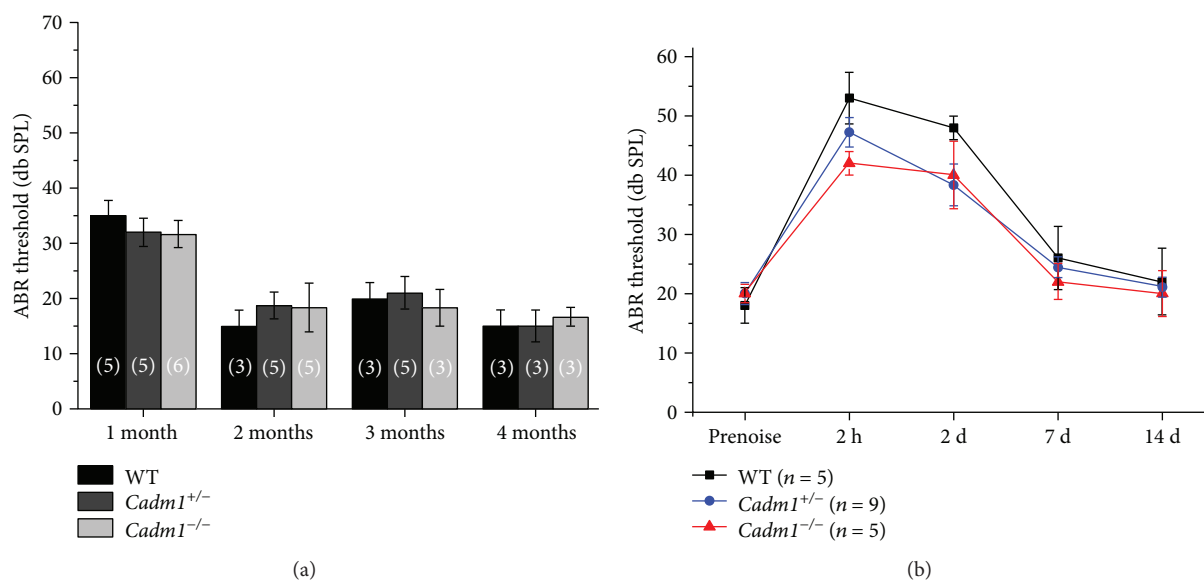 70
60
50
40
30
20
10
0
ABR threshold (db SPL)
(5) (5) (6) (3) (5) (5) (3) (5) (3) (3) (3) (3)
1 month 2 months 3 months 4 months
WT
Cadm1+/−
Cadm1−/−
(a)
60
50
40
30
20
10
0
ABR threshold (db SPL)
Prenoise 2 h 2 d 7 d 14 d
WT (n = 5)
Cadm1+/− (n = 9)
Cadm1−/− (n = 5)
(b)